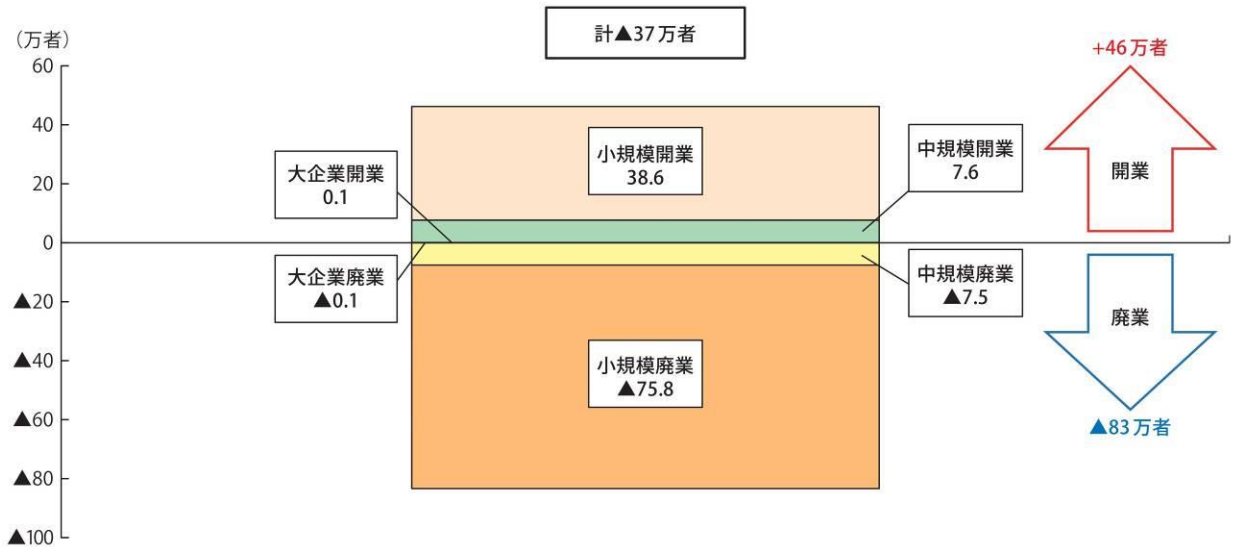 計▲37万者
（万者）
60
40
20
0
▲20
▲40
▲60
▲80
▲100
大企業開業
0.1
小規模開業
38.6
中規模開業
7.6
大企業廃業
▲0.1
中規模廃業
▲7.5
小規模廃業
▲75.8
+46万者
開業
廃業
▲83万者